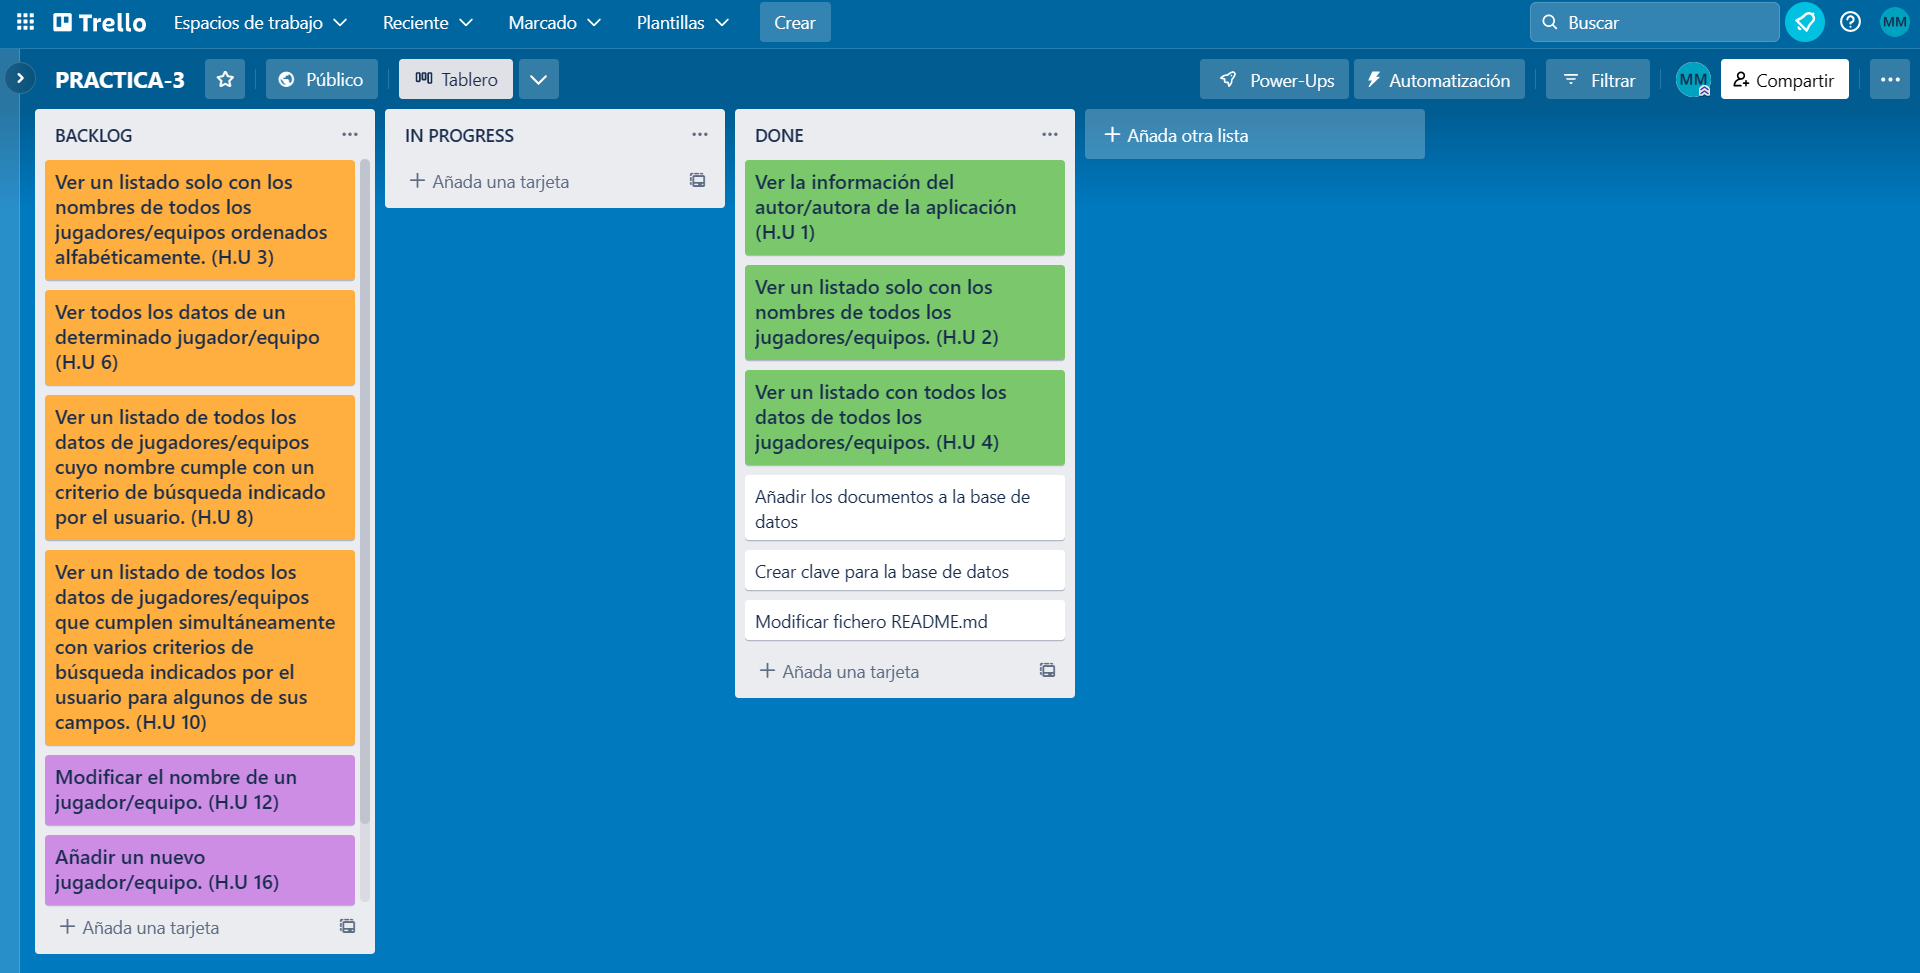 Trello
Espacios de trabajo
Reciente
Marcado
Plantillas
Crear
Buscar
MM
PRACTICA-3
Público
Tablero
Power-Ups
Automatización
Filtrar
MM
Compartir
BACKLOG
Ver un listado solo con los
nombres de todos los
jugadores/equipos ordenados
alfabéticamente. (H.U 3)
Ver todos los datos de un
determinado jugador/equipo
(H.U 6)
Ver un listado de todos los
datos de jugadores/equipos
cuyo nombre cumple con un
criterio de búsqueda indicado
por el usuario. (H.U 8)
Ver un listado de todos los
datos de jugadores/equipos
que cumplen simultáneamente
con varios criterios de
búsqueda indicados por el
usuario para algunos de sus
campos. (H.U 10)
Modificar el nombre de un
jugador/equipo. (H.U 12)
Añadir un nuevo
jugador/equipo. (H.U 16)
+ Añada una tarjeta
IN PROGRESS
+ Añada una tarjeta
DONE
Ver la información del
autor/autora de la aplicación
(H.U 1)
Ver un listado solo con los
nombres de todos los
jugadores/equipos. (H.U 2)
Ver un listado con todos los
datos de todos los
jugadores/equipos. (H.U 4)
Añadir los documentos a la base de
datos
Crear clave para la base de datos
Modificar fichero README.md
+ Añada una tarjeta
+ Añada otra lista